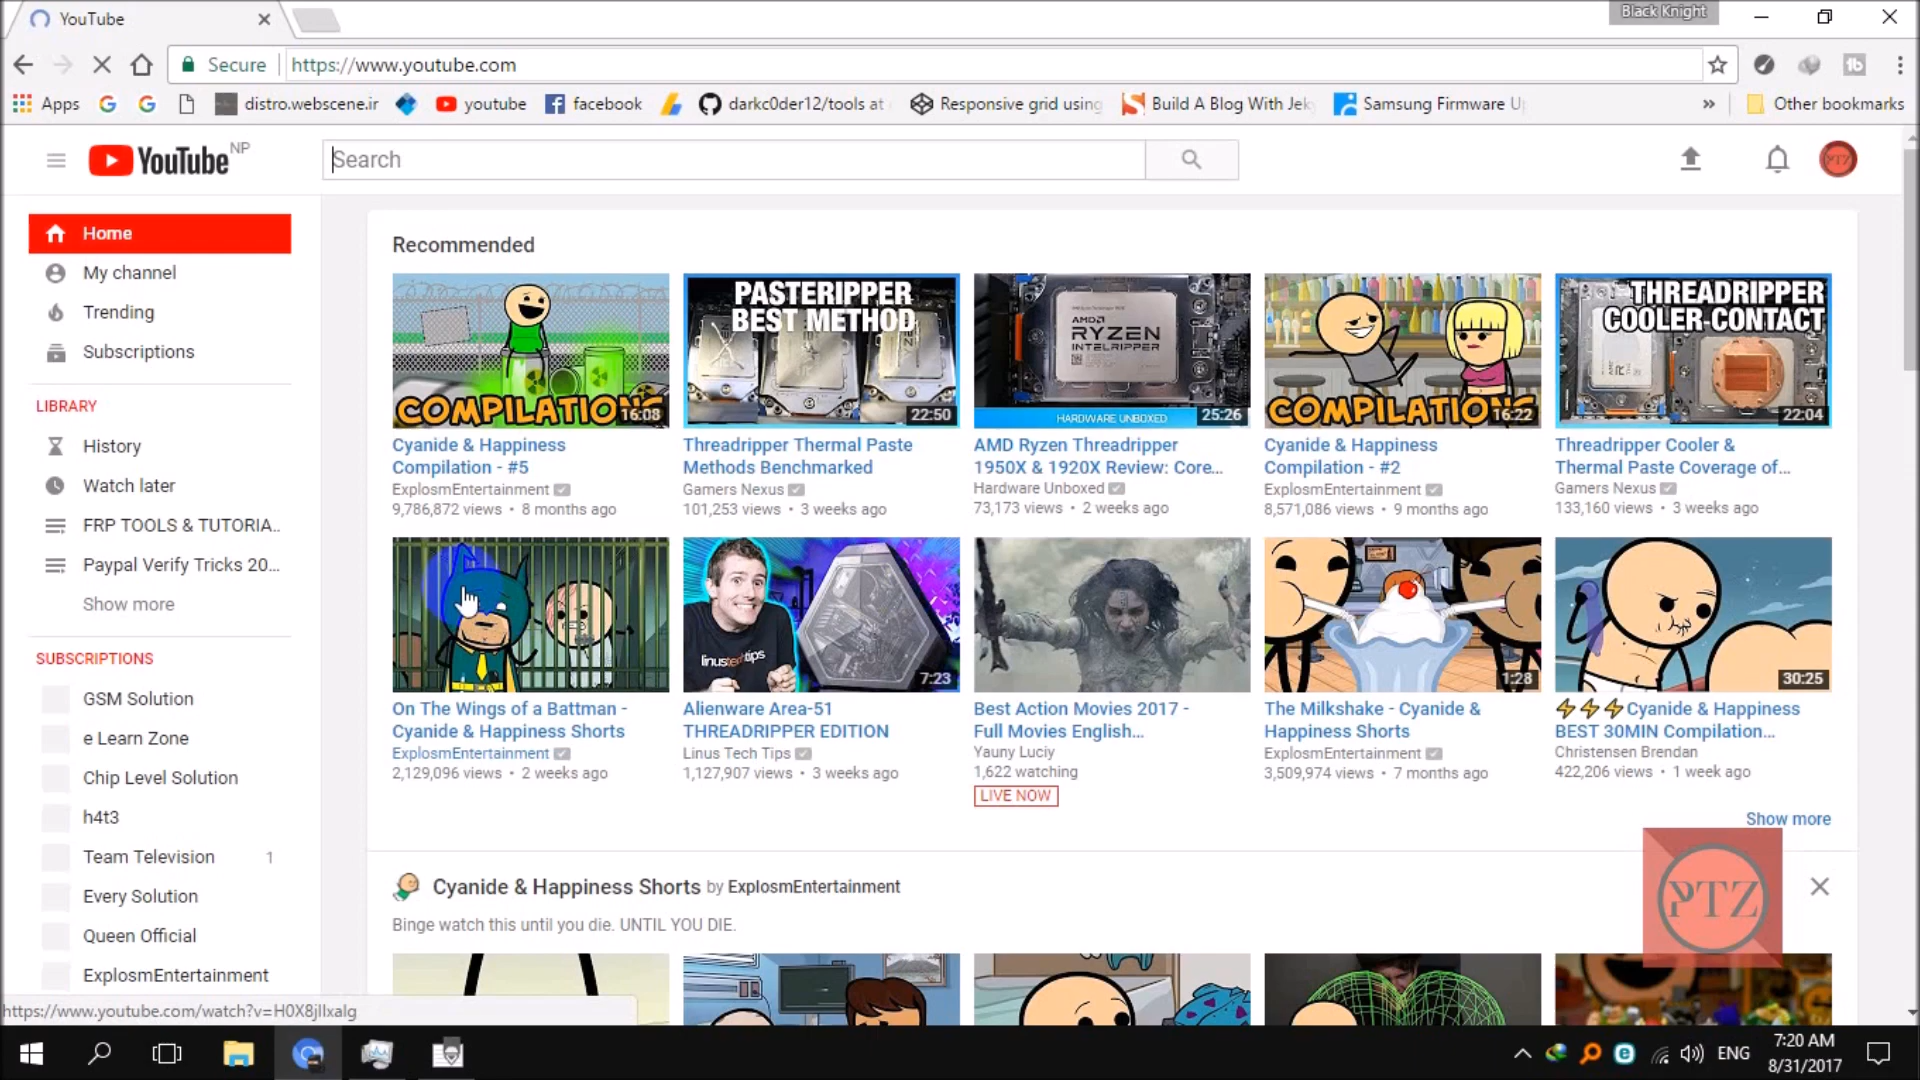 YouTube
Black Knight
Secure
https://www.youtube.com
Apps
distro.webscene.ir
youtube
facebook
darkc0der12/tools at
Responsive grid using
Build A Blog With Jek
Samsung Firmware U
Other bookmarks
YouTube NP
Search
PTZ
Home
My channel
Trending
Subscriptions
LIBRARY
History
Watch later
FRP TOOLS & TUTORIA..
Paypal Verify Tricks 20...
Show more
SUBSCRIPTIONS
GSM Solution
e Learn Zone
Chip Level Solution
h4t3
Team Television 1
Every Solution
Queen Official
ExplosmEntertainment
Recommended
COMPILATIONS
16:08
Cyanide & Happiness
Compilation - #5
ExplosmEntertainment
9,786,872 views • 8 months ago
PASTERIPPER
BEST METHOD
22:50
Threadripper Thermal Paste
Methods Benchmarked
Gamers Nexus
101,253 views • 3 weeks ago
AMD
RYZEN
INTELRIPPER
HARDWARE UNBOXED
25:26
AMD Ryzen Threadripper
1950X & 1920X Review: Core...
Hardware Unboxed
73,173 views • 2 weeks ago
COMPILATIONS
16:22
Cyanide & Happiness
Compilation - #2
ExplosmEntertainment
8,571,086 views • 9 months ago
THREADRIPPER
COOLER-CONTACT
22:04
Threadripper Cooler &
Thermal Paste Coverage of...
Gamers Nexus
133,160 views • 3 weeks ago
On The Wings of a Battman -
Cyanide & Happiness Shorts
ExplosmEntertainment
2,129,096 views • 2 weeks ago
linustechtips
7:23
Alienware Area-51
THREADRIPPER EDITION
Linus Tech Tips
1,127,907 views • 3 weeks ago
Best Action Movies 2017 -
Full Movies English...
Yauny Luciy
1,622 watching
LIVE NOW
1:28
The Milkshake - Cyanide &
Happiness Shorts
ExplosmEntertainment
3,509,974 views • 7 months ago
30:25
⚡⚡⚡Cyanide & Happiness
BEST 30MIN Compilation...
Christensen Brendan
422,206 views • 1 week ago
Show more
Cyanide & Happiness Shorts by ExplosmEntertainment
Binge watch this until you die. UNTIL YOU DIE.
PTZ
https://www.youtube.com/watch?v=H0X8jIlxaIg
ENG
7:20 AM
8/31/2017